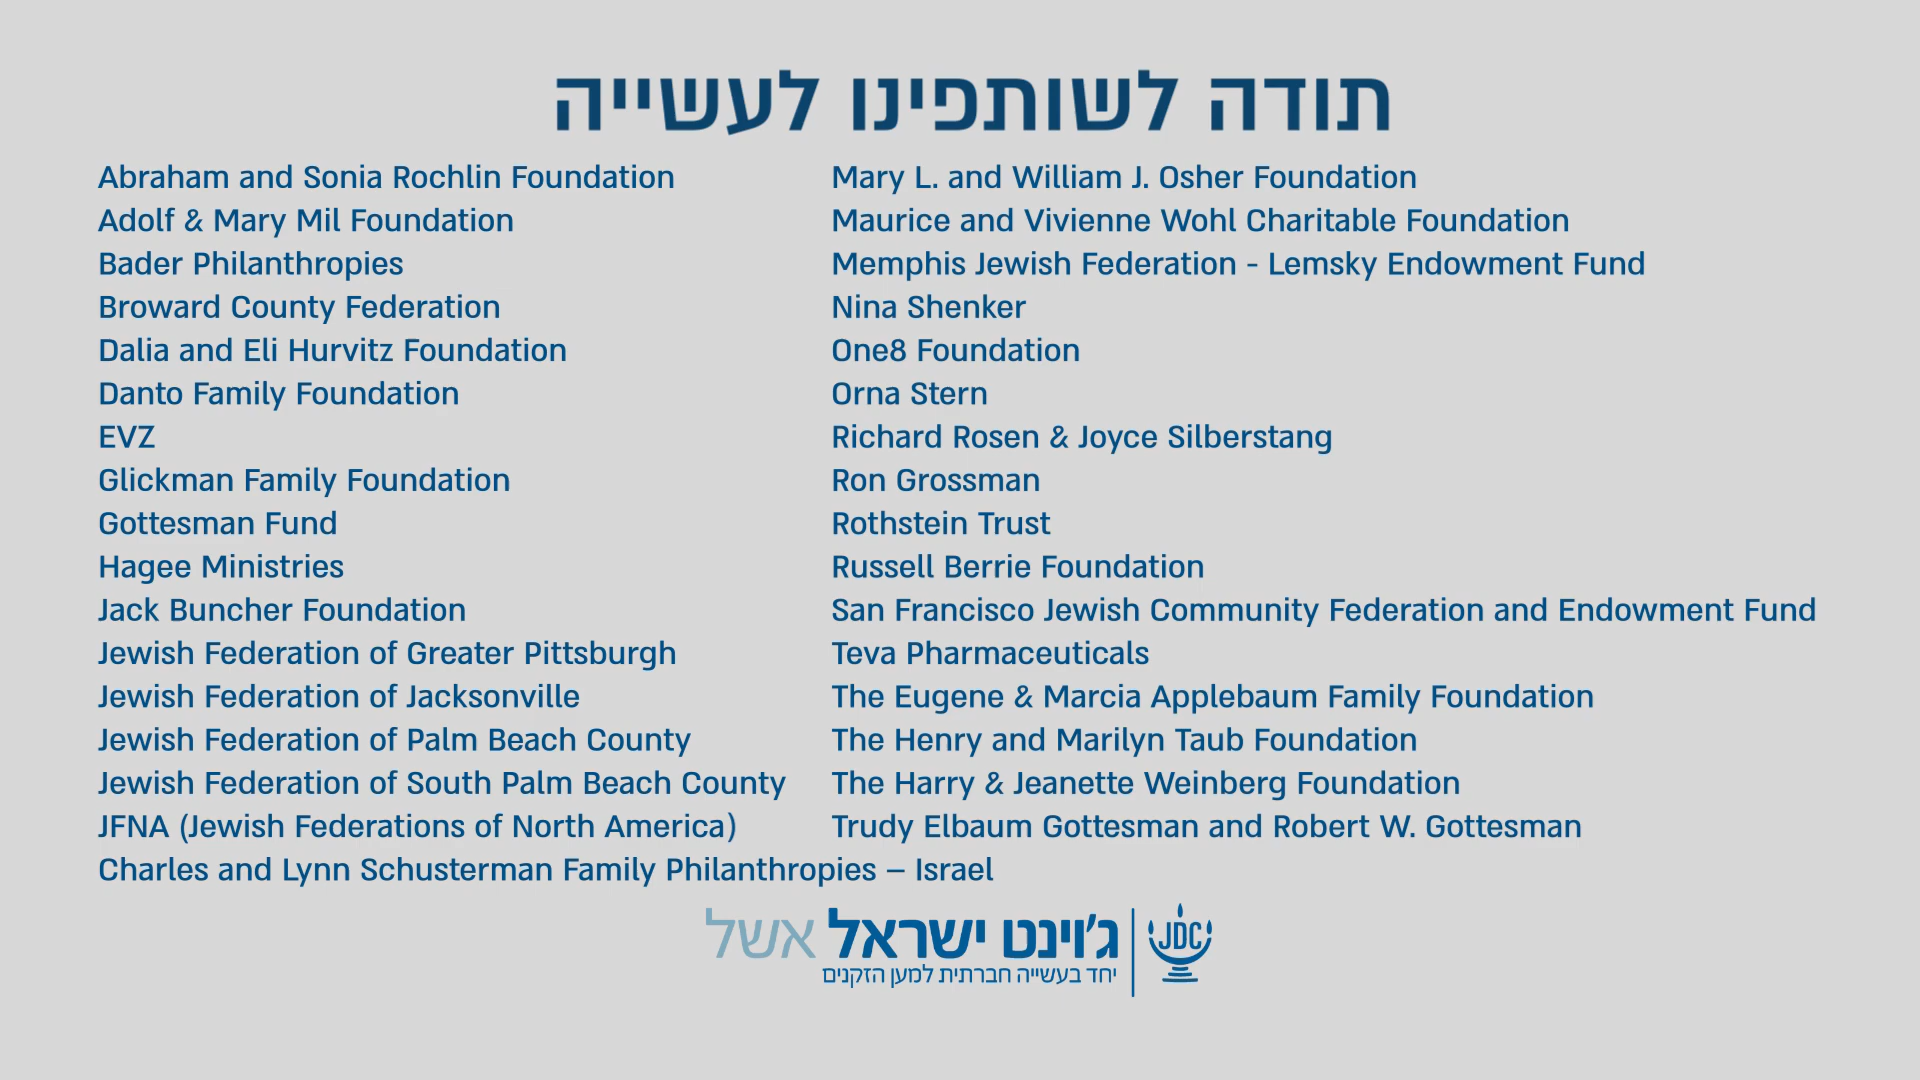 תודה לשותפינו לעשייה
Abraham and Sonia Rochlin Foundation
Adolf & Mary Mil Foundation
Bader Philanthropies
Broward County Federation
Dalia and Eli Hurvitz Foundation
Danto Family Foundation
EVZ
Glickman Family Foundation
Gottesman Fund
Hagee Ministries
Jack Buncher Foundation
Jewish Federation of Greater Pittsburgh
Jewish Federation of Jacksonville
Jewish Federation of Palm Beach County
Jewish Federation of South Palm Beach County
JFNA (Jewish Federations of North America)
Charles and Lynn Schusterman Family Philanthropies – Israel
Mary L. and William J. Osher Foundation
Maurice and Vivienne Wohl Charitable Foundation
Memphis Jewish Federation - Lemsky Endowment Fund
Nina Shenker
One8 Foundation
Orna Stern
Richard Rosen & Joyce Silberstang
Ron Grossman
Rothstein Trust
Russell Berrie Foundation
San Francisco Jewish Community Federation and Endowment Fund
Teva Pharmaceuticals
The Eugene & Marcia Applebaum Family Foundation
The Henry and Marilyn Taub Foundation
The Harry & Jeanette Weinberg Foundation
Trudy Elbaum Gottesman and Robert W. Gottesman
JDC
ג'וינט ישראל אשל
יחד בעשייה חברתית למען הזקנים